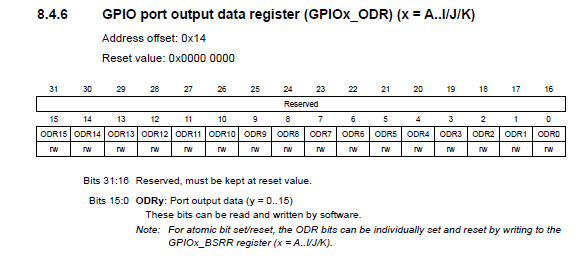 8.4.6 GPIO port output data register (GPIOx_ODR) (x = A..I/J/K)
Address offset: 0x14
Reset value: 0x0000 0000
31 30 29 28 27 26 25 24 23 22 21 20 19 18 17 16
Reserved
15 14 13 12 11 10 9 8 7 6 5 4 3 2 1 0
ODR15 ODR14 ODR13 ODR12 ODR11 ODR10 ODR9 ODR8 ODR7 ODR6 ODR5 ODR4 ODR3 ODR2 ODR1 ODR0
rw rw rw rw rw rw rw rw rw rw rw rw rw rw rw rw
Bits 31:16 Reserved, must be kept at reset value.
Bits 15:0 ODRy: Port output data (y = 0..15)
These bits can be read and written by software.
Note: For atomic bit set/reset, the ODR bits can be individually set and reset by writing to the
GPIOx_BSRR register (x = A..I/J/K).